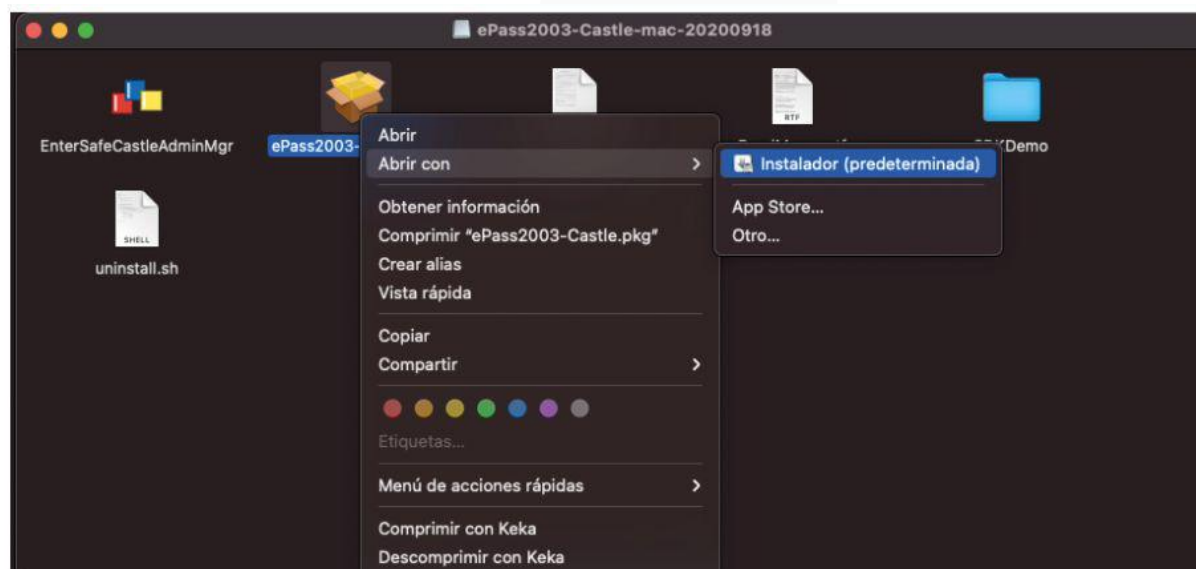 ePass2003-Castle-mac-20200918
RTF
EnterSafeCastleAdminMgr
ePass2003-
SDKDemo
SHELL
uninstall.sh
Abrir
Abrir con
Instalador (predeterminada)
App Store...
Otro...
Obtener información
Comprimir “ePass2003-Castle.pkg”
Crear alias
Vista rápida
Copiar
Compartir
Etiquetas...
Menú de acciones rápidas
Comprimir con Keka
Descomprimir con Keka